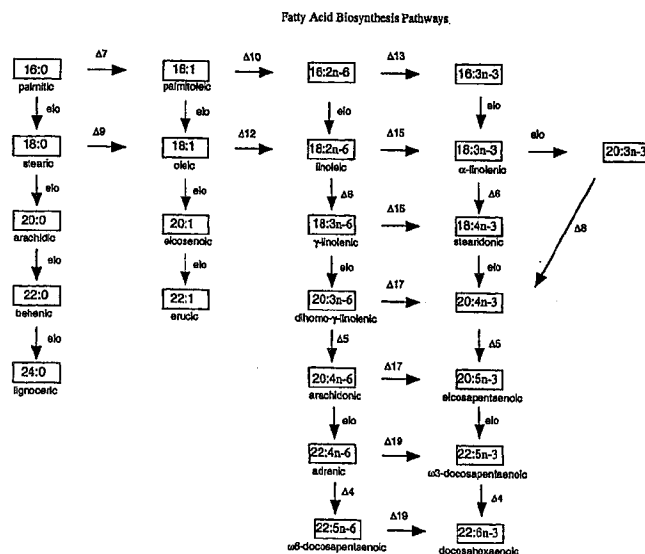 Fatty Acid Biosynthesis Pathways
Δ7 Δ10 Δ13
16:0 16:1 16:2n-6 16:3n-3
palmitic palmitoleic
elo elo elo elo
Δ9 Δ12 Δ15 elo
18:0 18:1 18:2n-6 18:3n-3 20:3n-3
stearic oleic linoleic α-linolenic
elo elo Δ6 Δ6 Δ8
Δ15
20:0 20:1 18:3n-6 18:4n-3
arachidic eicosenoic γ-linolenic stearidonic
elo elo elo elo
Δ17
22:0 22:1 20:3n-6 20:4n-3
behenic erucic dihomo-γ-linolenic
elo Δ5 Δ5
Δ17
24:0 20:4n-6 20:5n-3
lignoceric arachidonic eicosapentaenoic
elo elo
Δ19
22:4n-6 22:5n-3
adrenic ω3-docosapentaenoic
Δ4 Δ4
Δ19
22:5n-6 22:6n-3
ω6-docosapentaenoic docosahexaenoic